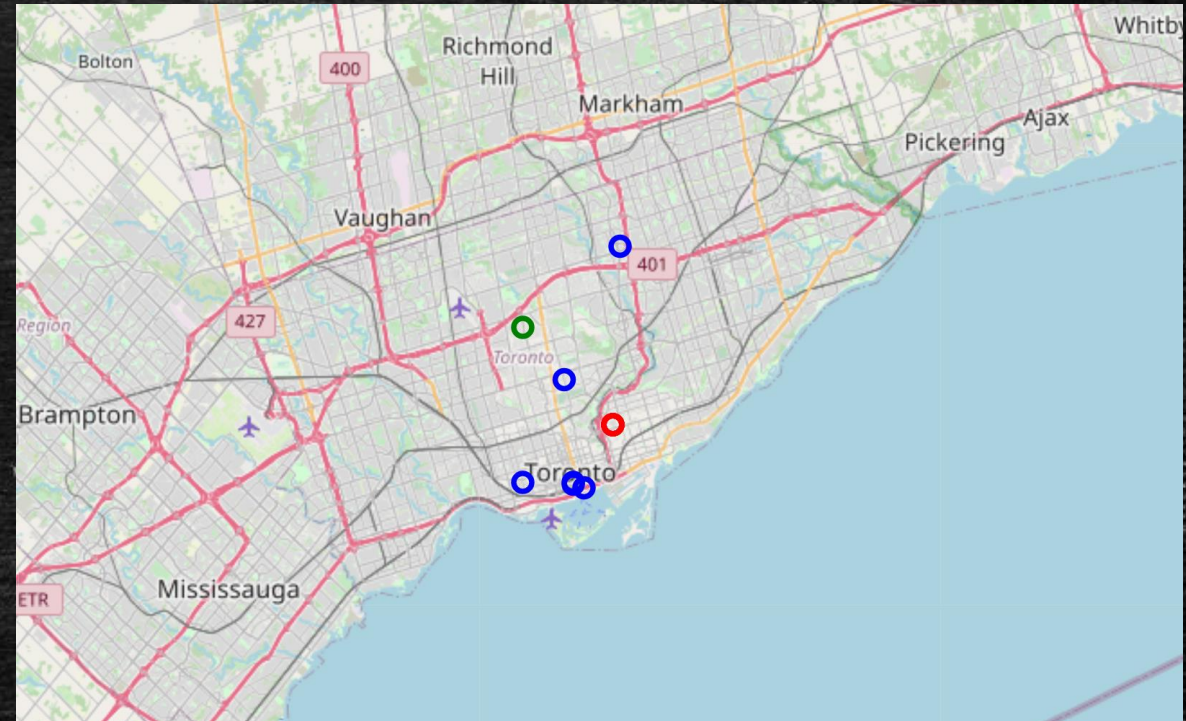 Whitby
Bolton
Richmond
Hill
400
Markham
Ajax
Pickering
Vaughan
401
427
Region
Toronto
Brampton
Toronto
Mississauga
ETR